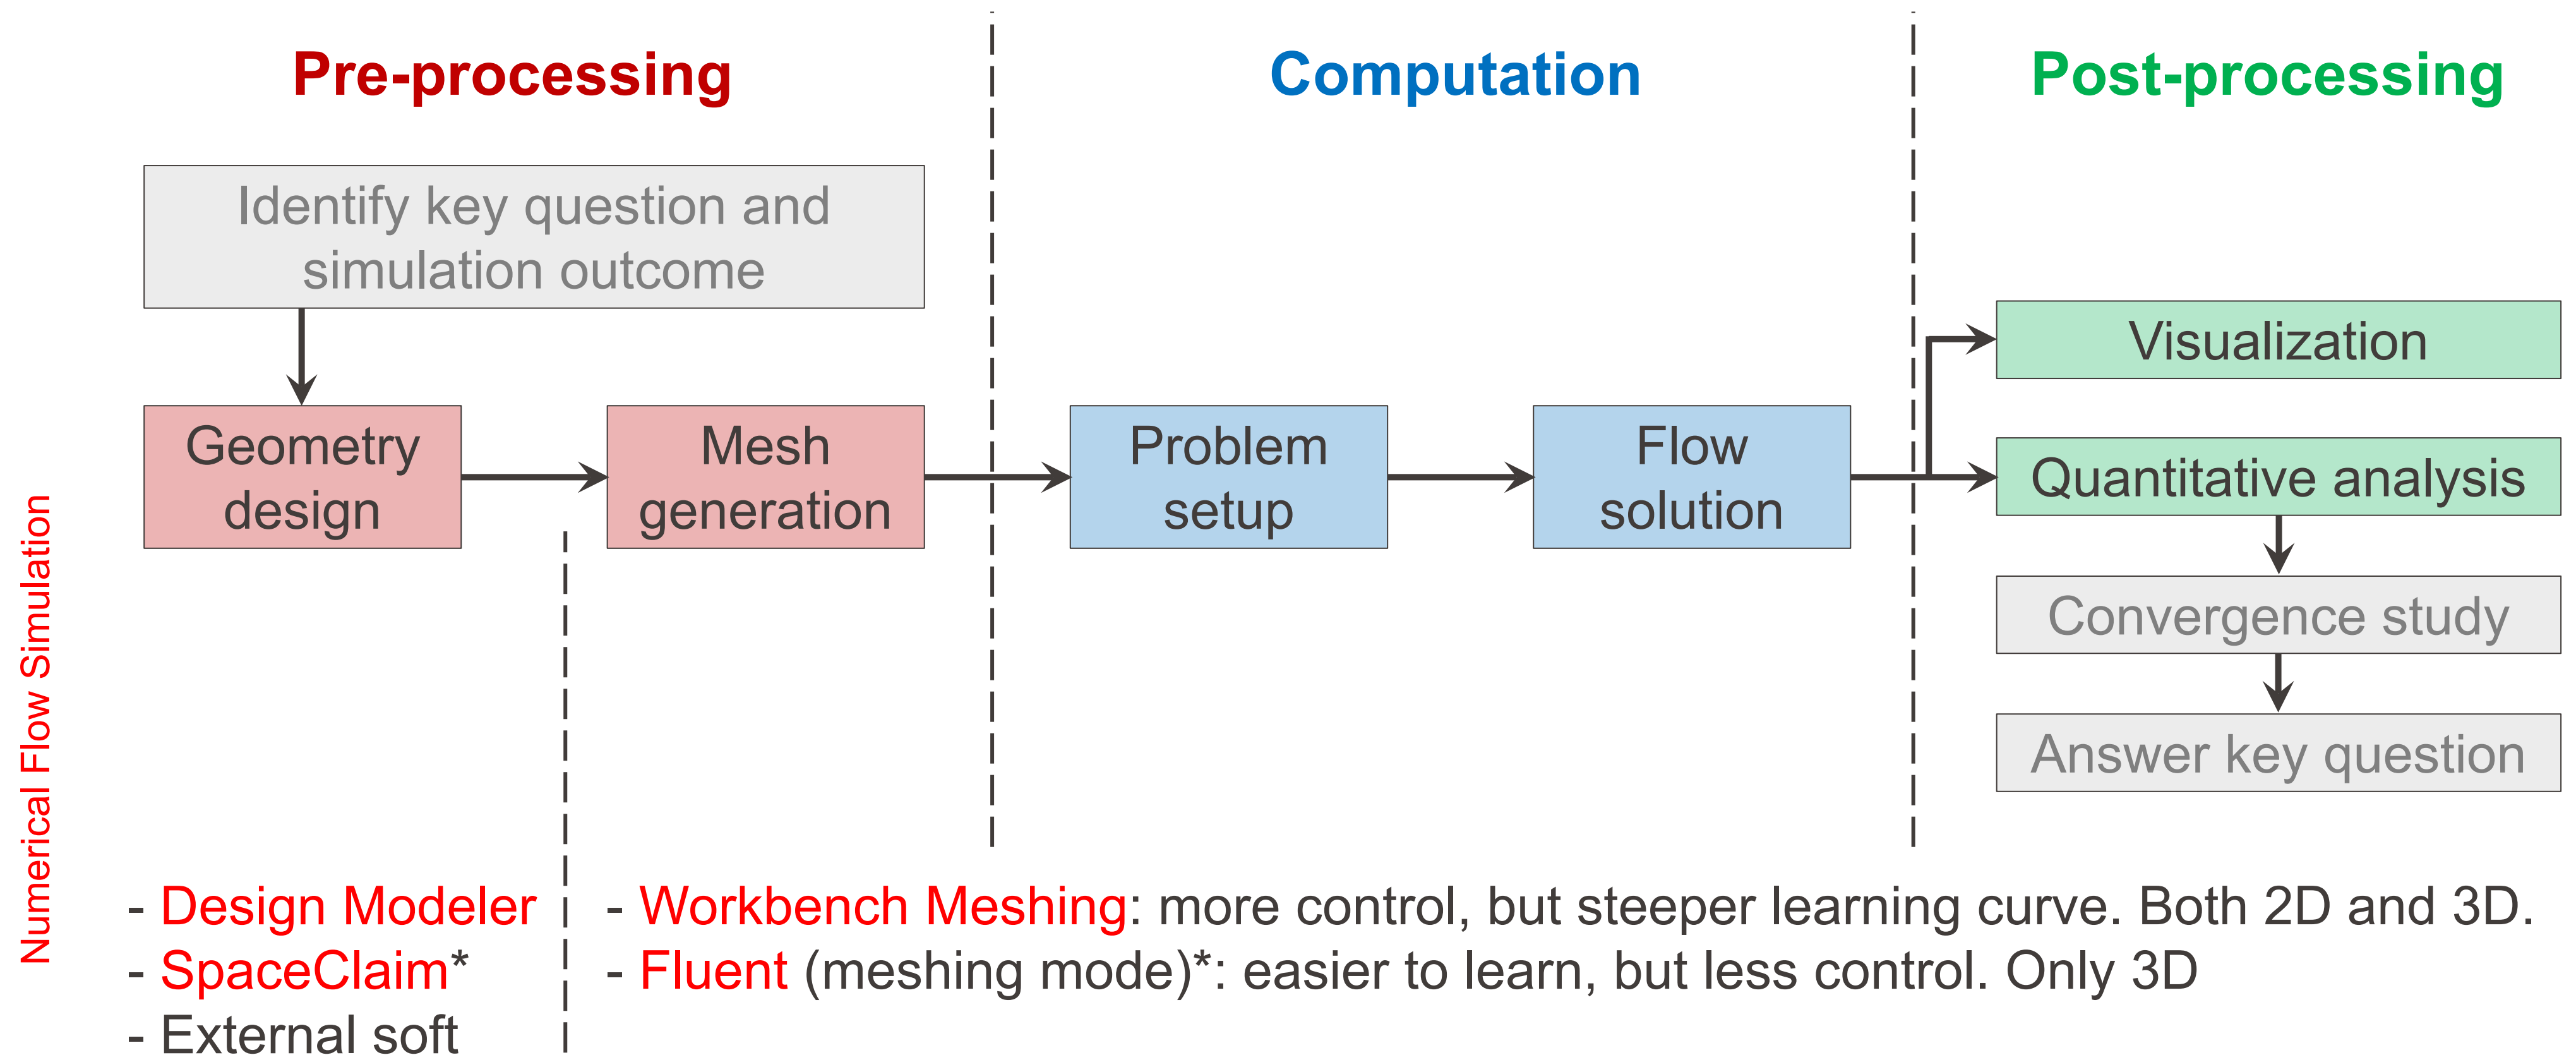 Pre-processing
Computation
Post-processing
Identify key question and
simulation outcome
Geometry
design
Mesh
generation
Problem
setup
Flow
solution
Visualization
Quantitative analysis
Convergence study
Answer key question
Numerical Flow Simulation
- Design Modeler
- SpaceClaim*
- External soft
- Workbench Meshing: more control, but steeper learning curve. Both 2D and 3D.
- Fluent (meshing mode)*: easier to learn, but less control. Only 3D